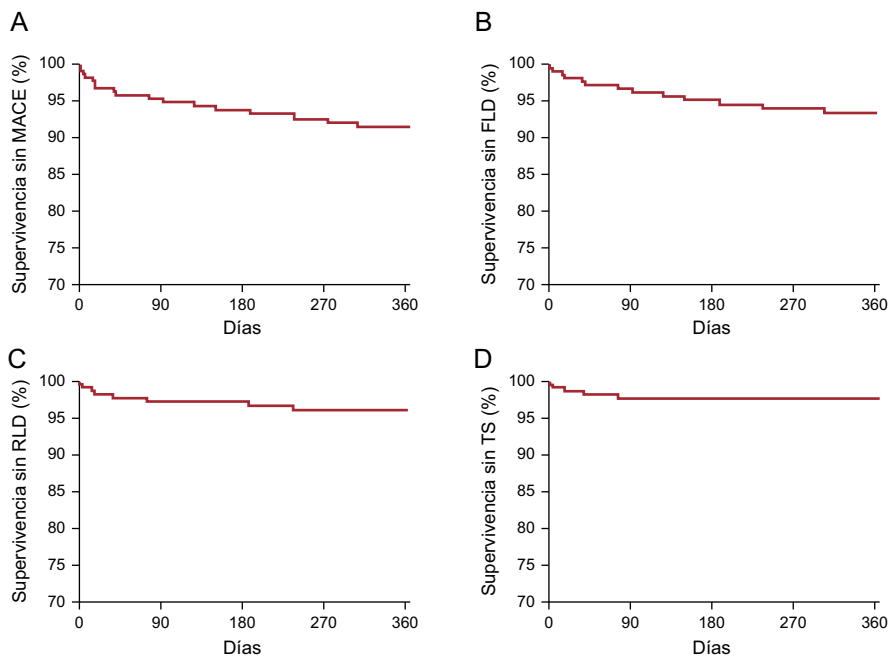 A
Supervivencia sin MACE (%)
100
95
90
85
80
75
70
0 90 180 270 360
Días
B
Supervivencia sin FLD (%)
100
95
90
85
80
75
70
0 90 180 270 360
Días
C
Supervivencia sin RLD (%)
100
95
90
85
80
75
70
0 90 180 270 360
Días
D
Supervivencia sin TS (%)
100
95
90
85
80
75
70
0 90 180 270 360
Días